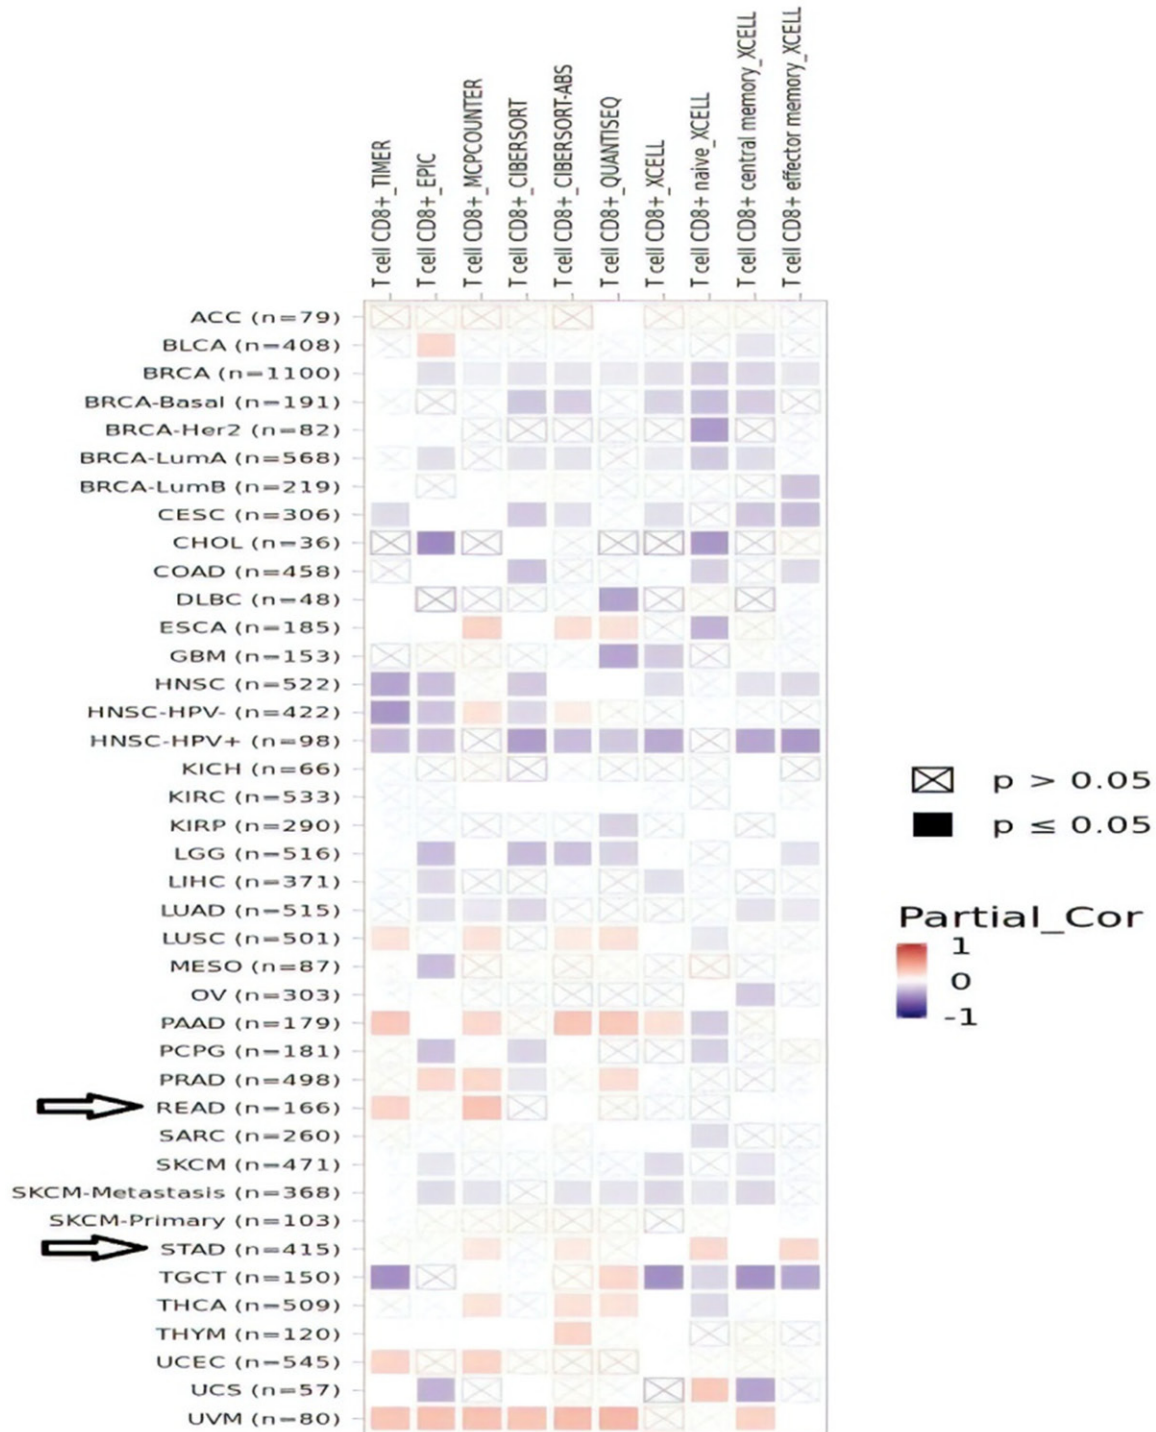 T cell CD8+_TIMER
T cell CD8+_EPIC
T cell CD8+_MCPCOUNTER
T cell CD8+_CIBERSORT
T cell CD8+_CIBERSORT-ABS
T cell CD8+_QUANTISEQ
T cell CD8+_XCELL
T cell CD8+ naive_XCELL
T cell CD8+ central memory_XCELL
T cell CD8+ effector memory_XCELL
ACC (n=79)
BLCA (n=408)
BRCA (n=1100)
BRCA-Basal (n=191)
BRCA-Her2 (n=82)
BRCA-LumA (n=568)
BRCA-LumB (n=219)
CESC (n=306)
CHOL (n=36)
COAD (n=458)
DLBC (n=48)
ESCA (n=185)
GBM (n=153)
HNSC (n=522)
HNSC-HPV- (n=422)
HNSC-HPV+ (n=98)
KICH (n=66)
KIRC (n=533)
KIRP (n=290)
LGG (n=516)
LIHC (n=371)
LUAD (n=515)
LUSC (n=501)
MESO (n=87)
OV (n=303)
PAAD (n=179)
PCPG (n=181)
PRAD (n=498)
READ (n=166)
SARC (n=260)
SKCM (n=471)
SKCM-Metastasis (n=368)
SKCM-Primary (n=103)
STAD (n=415)
TGCT (n=150)
THCA (n=509)
THYM (n=120)
UCEC (n=545)
UCS (n=57)
UVM (n=80)
p > 0.05
p ≤ 0.05
Partial_Cor
1
0
-1